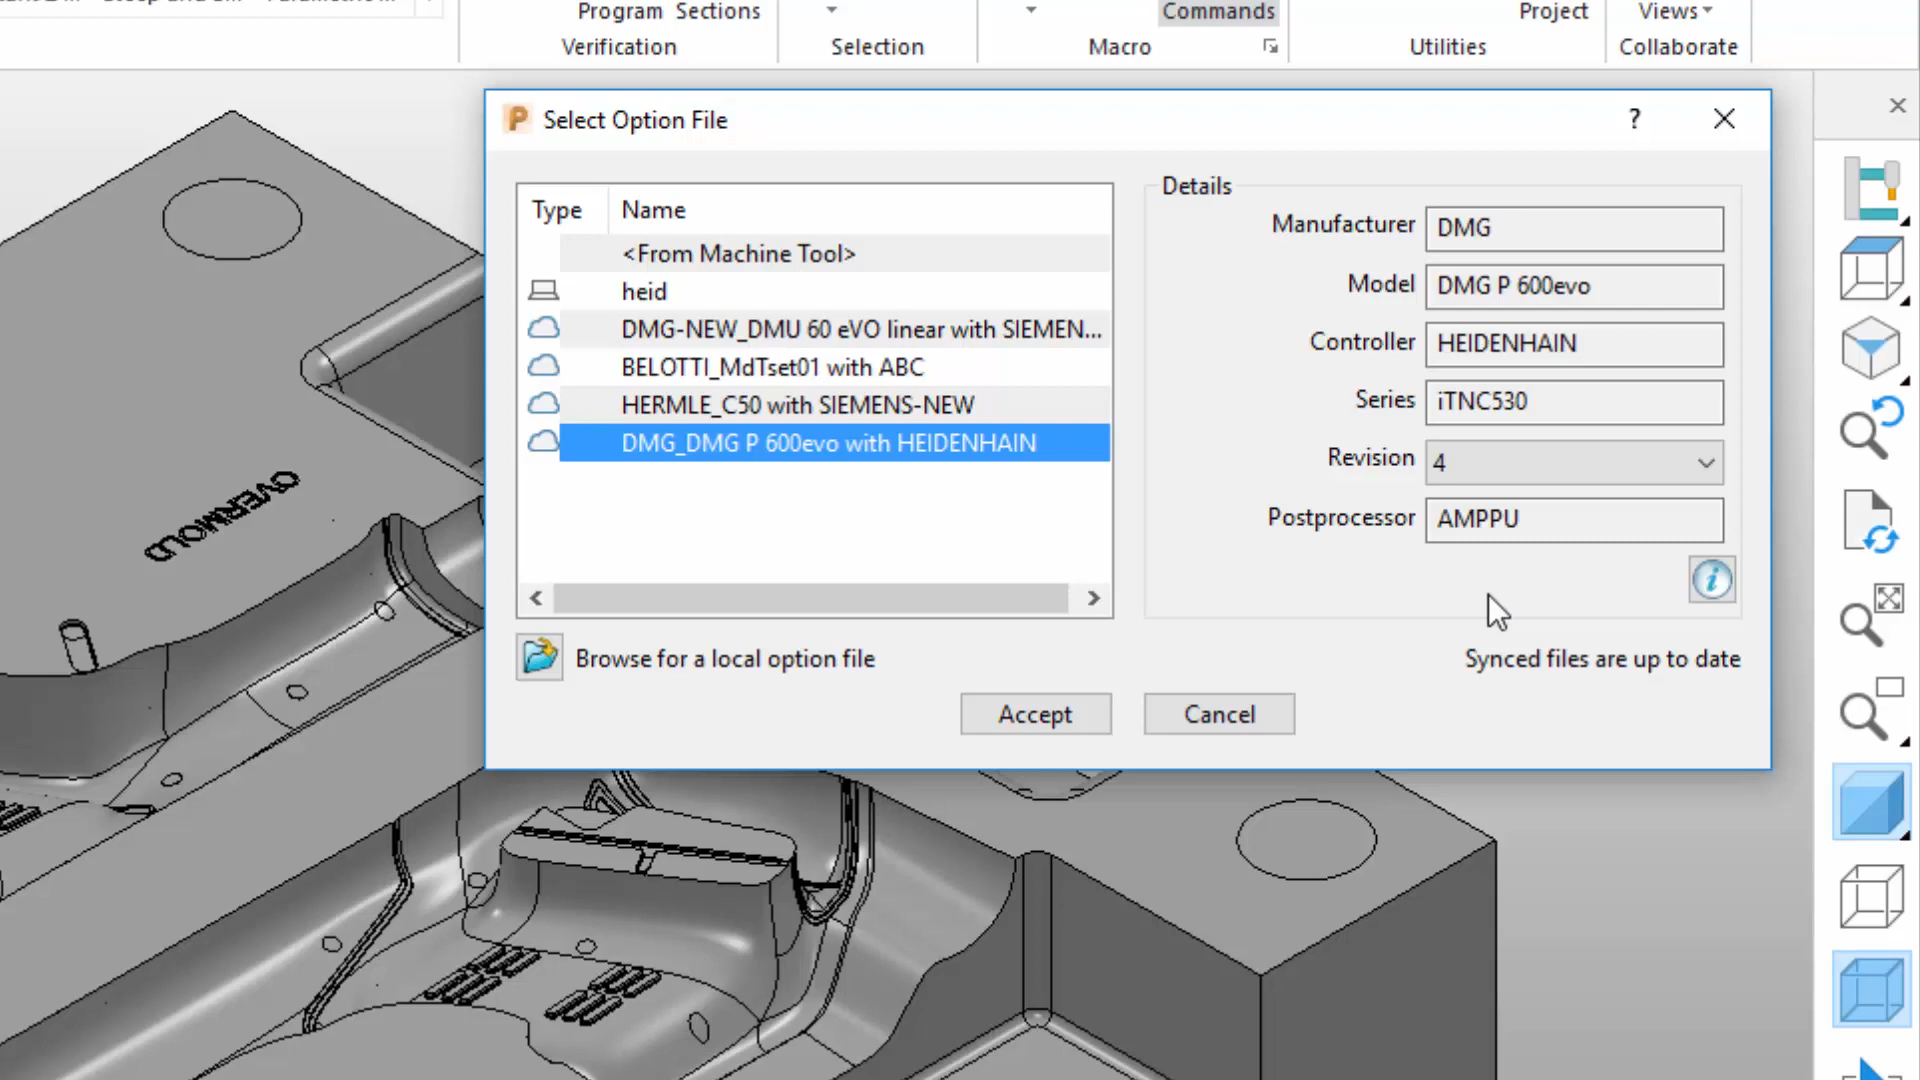 Program Sections
Commands
Project
Views
Verification
Selection
Macro
Utilities
Collaborate
Select Option File
?
Type
Name
<From Machine Tool>
heid
DMG-NEW_DMU 60 eVO linear with SIEMEN...
BELOTTI_MdTset01 with ABC
HERMLE_C50 with SIEMENS-NEW
DMG_DMG P 600evo with HEIDENHAIN
Browse for a local option file
Details
Manufacturer DMG
Model DMG P 600evo
Controller HEIDENHAIN
Series iTNC530
Revision 4
Postprocessor AMPPU
Synced files are up to date
Accept
Cancel
OVERMOLD